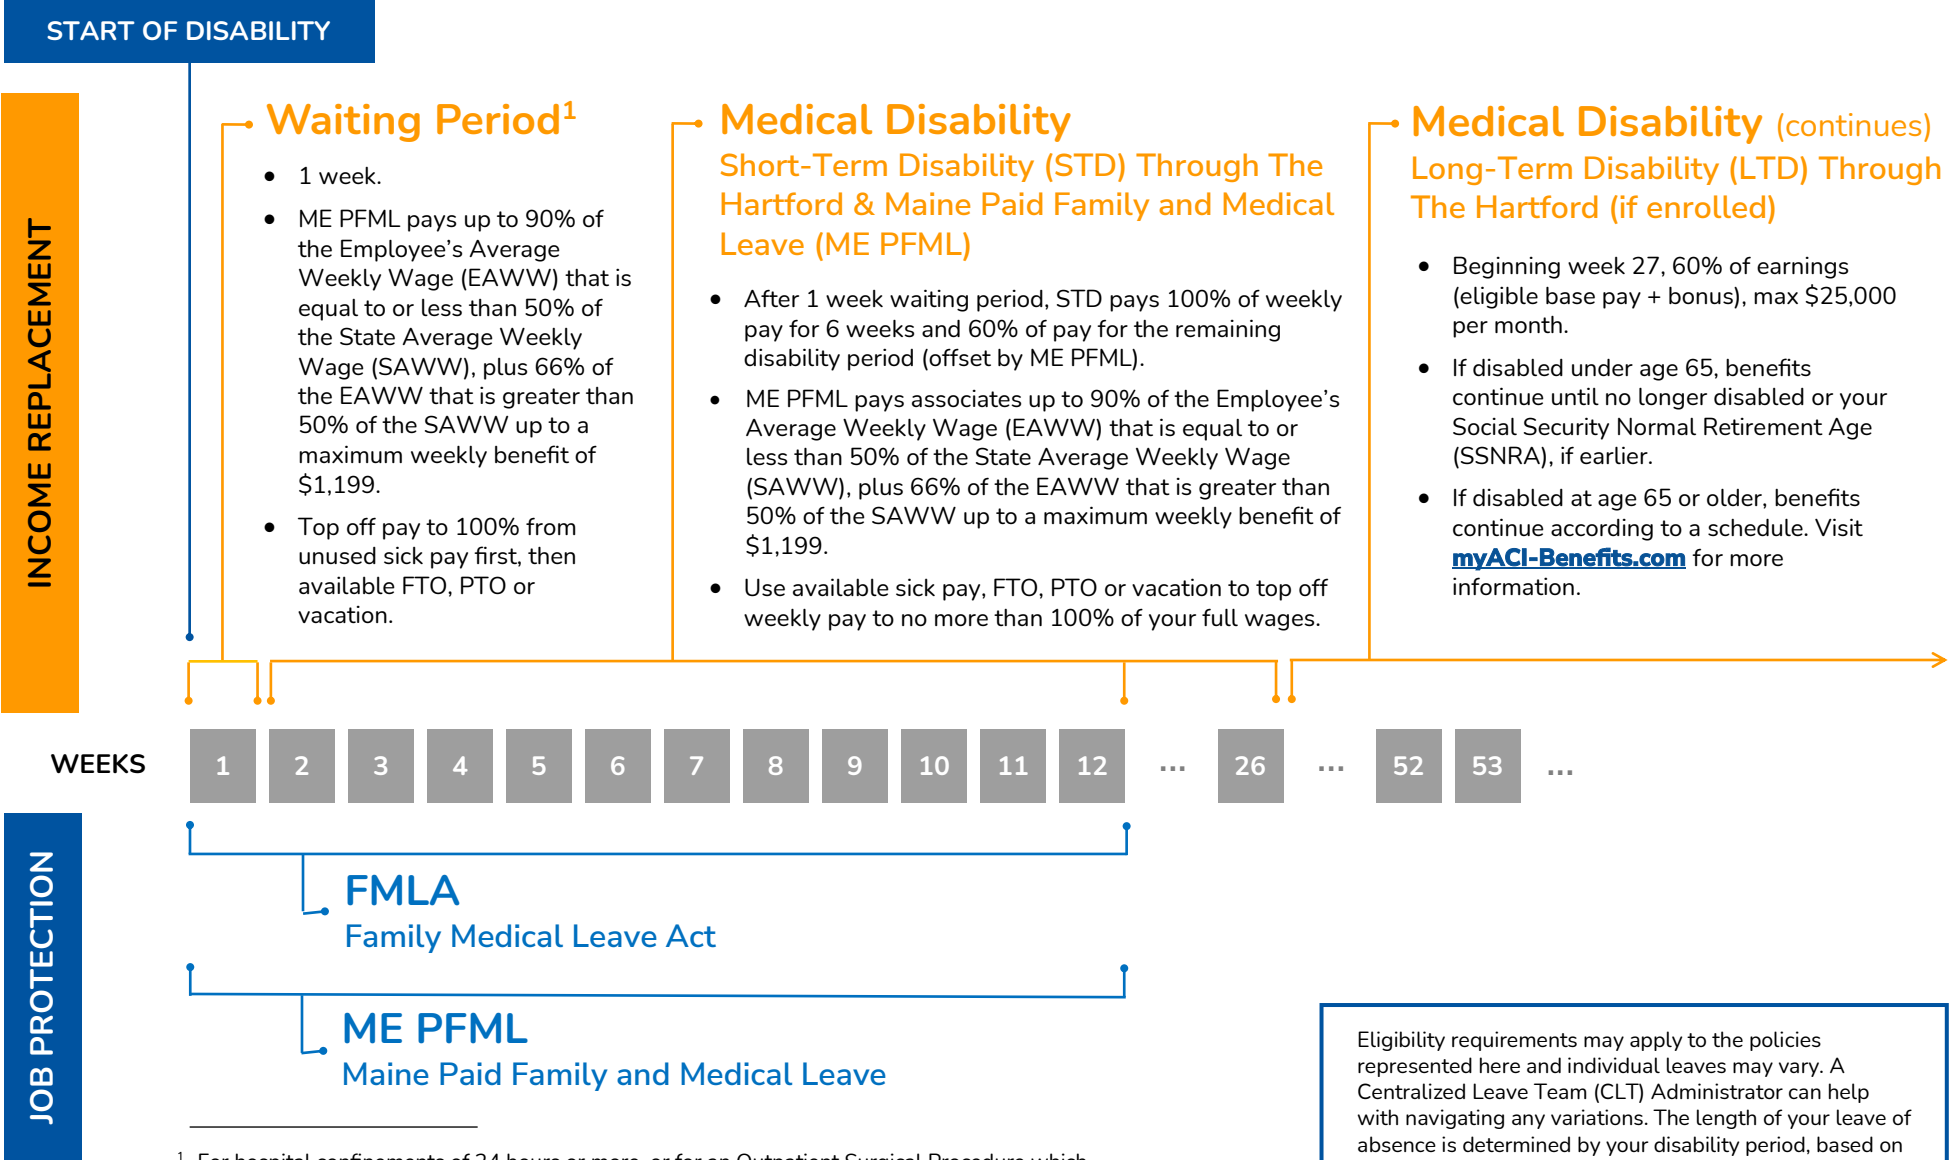 START OF DISABILITY
INCOME REPLACEMENT
Waiting Period¹
• 1 week.
• ME PFML pays up to 90% of
the Employee's Average
Weekly Wage (EAWW) that is
equal to or less than 50% of
the State Average Weekly
Wage (SAWW), plus 66% of
the EAWW that is greater than
50% of the SAWW up to a
maximum weekly benefit of
$1,199.
• Top off pay to 100% from
unused sick pay first, then
available FTO, PTO or
vacation.
Medical Disability
Short-Term Disability (STD) Through The
Hartford & Maine Paid Family and Medical
Leave (ME PFML)
• After 1 week waiting period, STD pays 100% of weekly
pay for 6 weeks and 60% of pay for the remaining
disability period (offset by ME PFML).
• ME PFML pays associates up to 90% of the Employee's
Average Weekly Wage (EAWW) that is equal to or
less than 50% of the State Average Weekly Wage
(SAWW), plus 66% of the EAWW that is greater than
50% of the SAWW up to a maximum weekly benefit of
$1,199.
• Use available sick pay, FTO, PTO or vacation to top off
weekly pay to no more than 100% of your full wages.
Medical Disability (continues)
Long-Term Disability (LTD) Through
The Hartford (if enrolled)
• Beginning week 27, 60% of earnings
(eligible base pay + bonus), max $25,000
per month.
• If disabled under age 65, benefits
continue until no longer disabled or your
Social Security Normal Retirement Age
(SSNRA), if earlier.
• If disabled at age 65 or older, benefits
continue according to a schedule. Visit
myACI-Benefits.com for more
information.
WEEKS 1 2 3 4 5 6 7 8 9 10 11 12 ... 26 ... 52 53 ...
JOB PROTECTION
FMLA
Family Medical Leave Act
ME PFML
Maine Paid Family and Medical Leave
Eligibility requirements may apply to the policies
represented here and individual leaves may vary. A
Centralized Leave Team (CLT) Administrator can help
with navigating any variations. The length of your leave of
absence is determined by your disability period, based on
¹ For hospital confinements of 24 hours or more, or for an Outpatient Surgical Procedure which